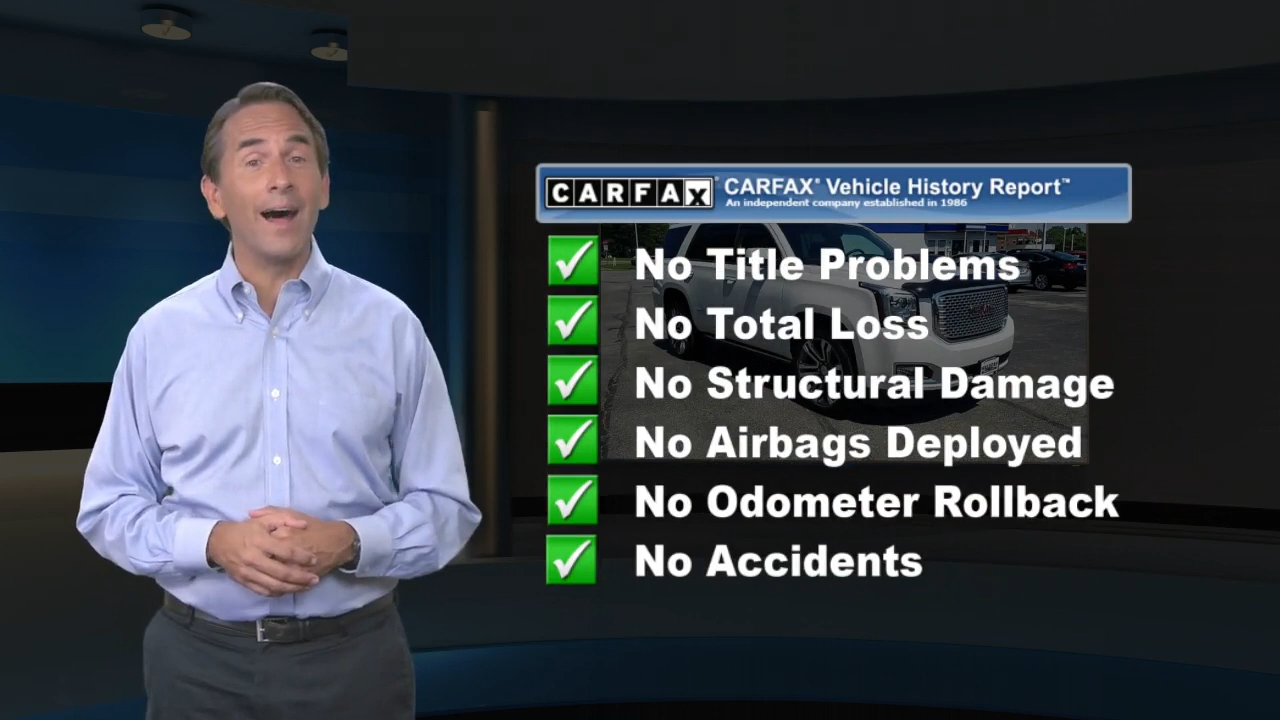 CARFAX® CARFAX® Vehicle History Report™
An independent company established in 1986
No Title Problems
No Total Loss
No Structural Damage
No Airbags Deployed
No Odometer Rollback
No Accidents